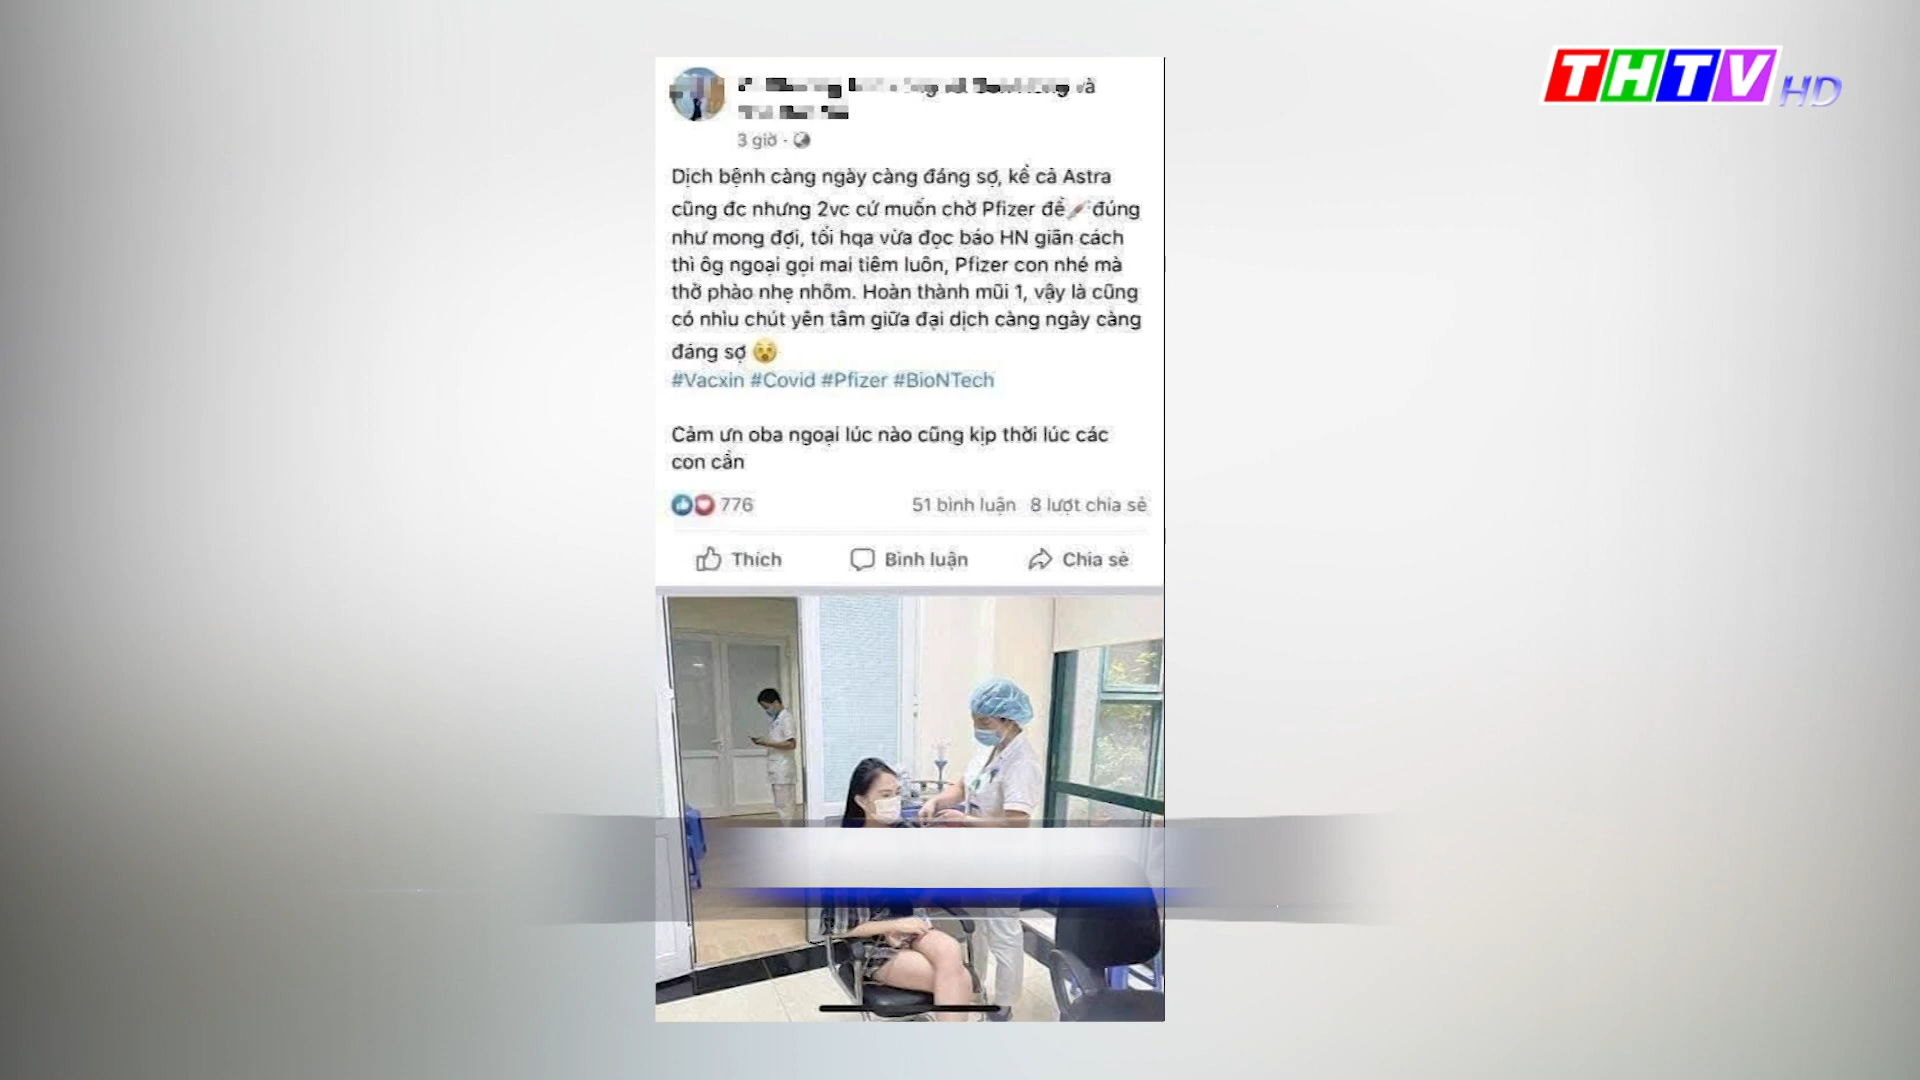 THTV HD
và
3 giờ ·
Dịch bệnh càng ngày càng đáng sợ, kể cả Astra
cũng đc nhưng 2vc cứ muốn chờ Pfizer để 💉 đúng
như mong đợi, tối hqa vừa đọc báo HN giãn cách
thì ôg ngoại gọi mai tiêm luôn, Pfizer con nhé mà
thở phào nhẹ nhõm. Hoàn thành mũi 1, vậy là cũng
có nhìu chút yên tâm giữa đại dịch càng ngày càng
đáng sợ 😵
#Vacxin #Covid #Pfizer #BioNTech
Cảm ưn oba ngoại lúc nào cũng kịp thời lúc các
con cần
776 51 bình luận 8 lượt chia sẻ
Thích Bình luận Chia sẻ